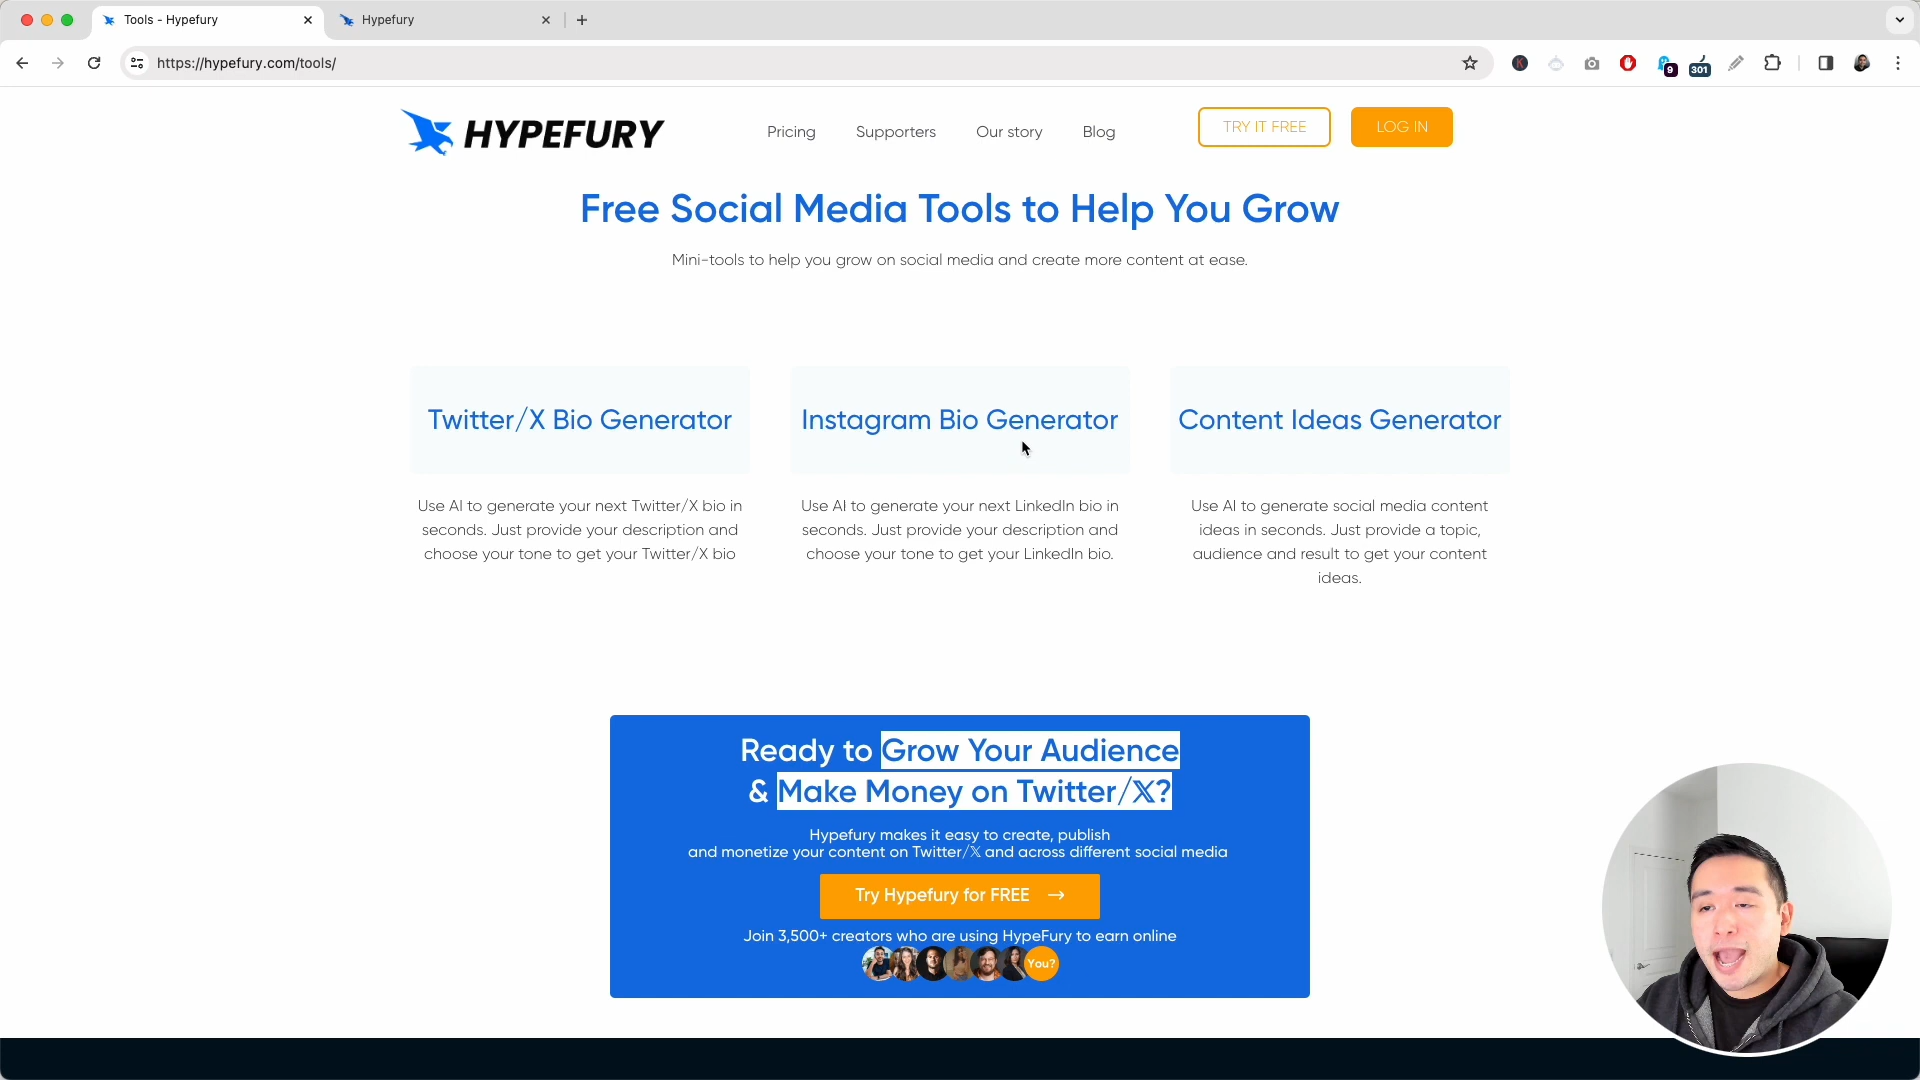 Tools - Hypefury
Hypefury
https://hypefury.com/tools/
9
301
HYPEFURY
Pricing
Supporters
Our story
Blog
TRY IT FREE
LOG IN
Free Social Media Tools to Help You Grow
Mini-tools to help you grow on social media and create more content at ease.
Twitter/X Bio Generator
Use AI to generate your next Twitter/X bio in
seconds. Just provide your description and
choose your tone to get your Twitter/X bio
Instagram Bio Generator
Use AI to generate your next LinkedIn bio in
seconds. Just provide your description and
choose your tone to get your LinkedIn bio.
Content Ideas Generator
Use AI to generate social media content
ideas in seconds. Just provide a topic,
audience and result to get your content
ideas.
Ready to Grow Your Audience
& Make Money on Twitter/𝕏?
Hypefury makes it easy to create, publish
and monetize your content on Twitter/𝕏 and across different social media
Try Hypefury for FREE →
Join 3,500+ creators who are using HypeFury to earn online
You?